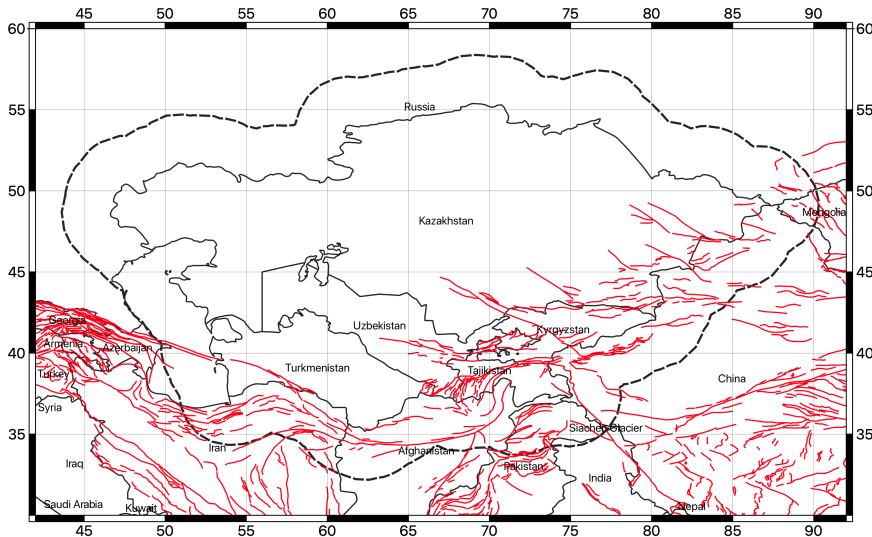 45 50 55 60 65 70 75 80 85 90
60 60
Russia
55 55
50 50
Mongolia
Kazakhstan
45 45
Georgia
Uzbekistan
Kyrgyzstan
Armenia
Azerbaijan
40 40
Turkmenistan
Tajikistan
Turkey
China
Syria
Siachen Glacier
35 35
Iran
Afghanistan
Iraq
Pakistan
India
Saudi Arabia
Kuwait
Nepal
45 50 55 60 65 70 75 80 85 90